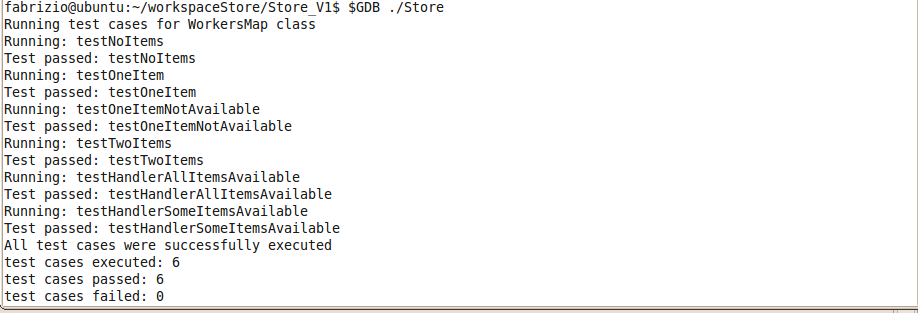 fabrizio@ubuntu:~/workspaceStore/Store_V1$ $GDB ./Store
Running test cases for WorkersMap class
Running: testNoItems
Test passed: testNoItems
Running: testOneItem
Test passed: testOneItem
Running: testOneItemNotAvailable
Test passed: testOneItemNotAvailable
Running: testTwoItems
Test passed: testTwoItems
Running: testHandlerAllItemsAvailable
Test passed: testHandlerAllItemsAvailable
Running: testHandlerSomeItemsAvailable
Test passed: testHandlerSomeItemsAvailable
All test cases were successfully executed
test cases executed: 6
test cases passed: 6
test cases failed: 0